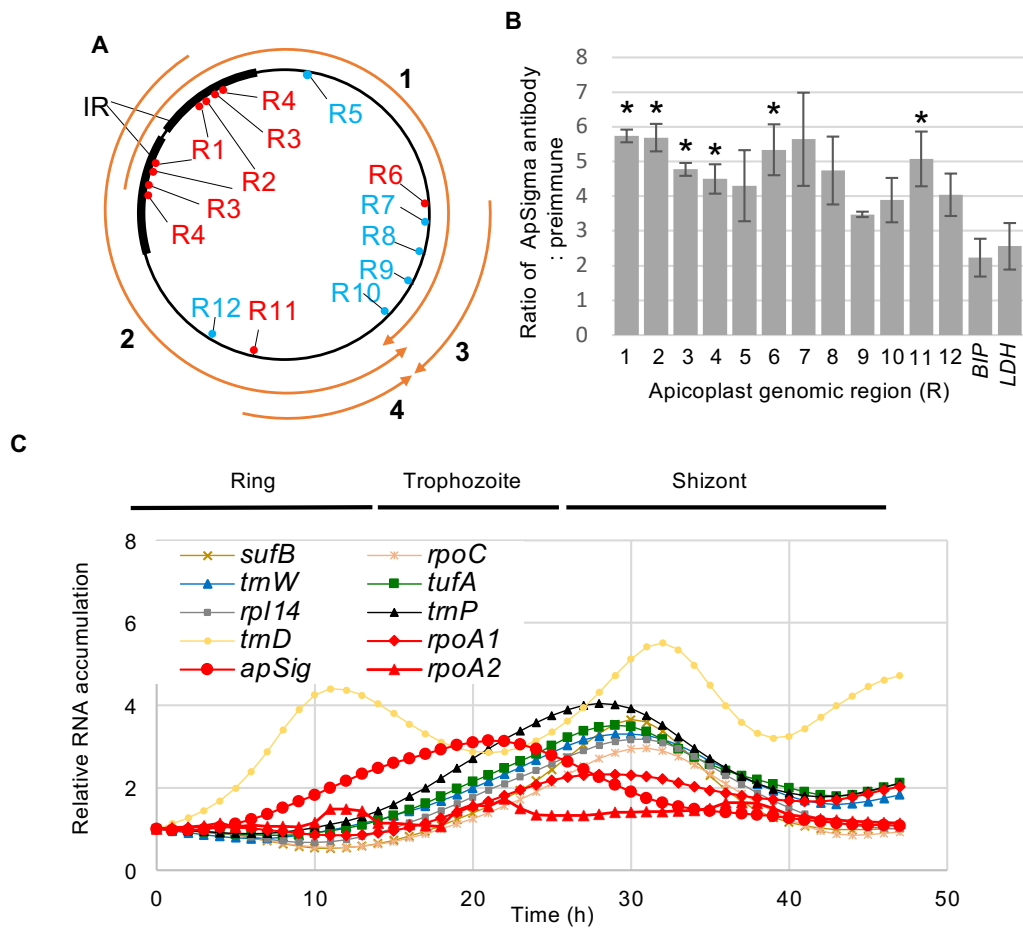 A
1
IR
R4
R5
R3
R1
R2
R6
R3
R7
R4
R8
R9
R10
R12
R11
2
3
4
B
Ratio of ApSigma antibody
: preimmune
8
7
6
5
4
3
2
1
0
* * * * * *
1 2 3 4 5 6 7 8 9 10 11 12 BIP LDH
Apicoplast genomic region (R)
C
Ring Trophozoite Shizont
Relative RNA accumulation
8
6
4
2
0
sufB rpoC
trnW tufA
rpl14 trnP
trnD rpoA1
apSig rpoA2
0 10 20 30 40 50
Time (h)